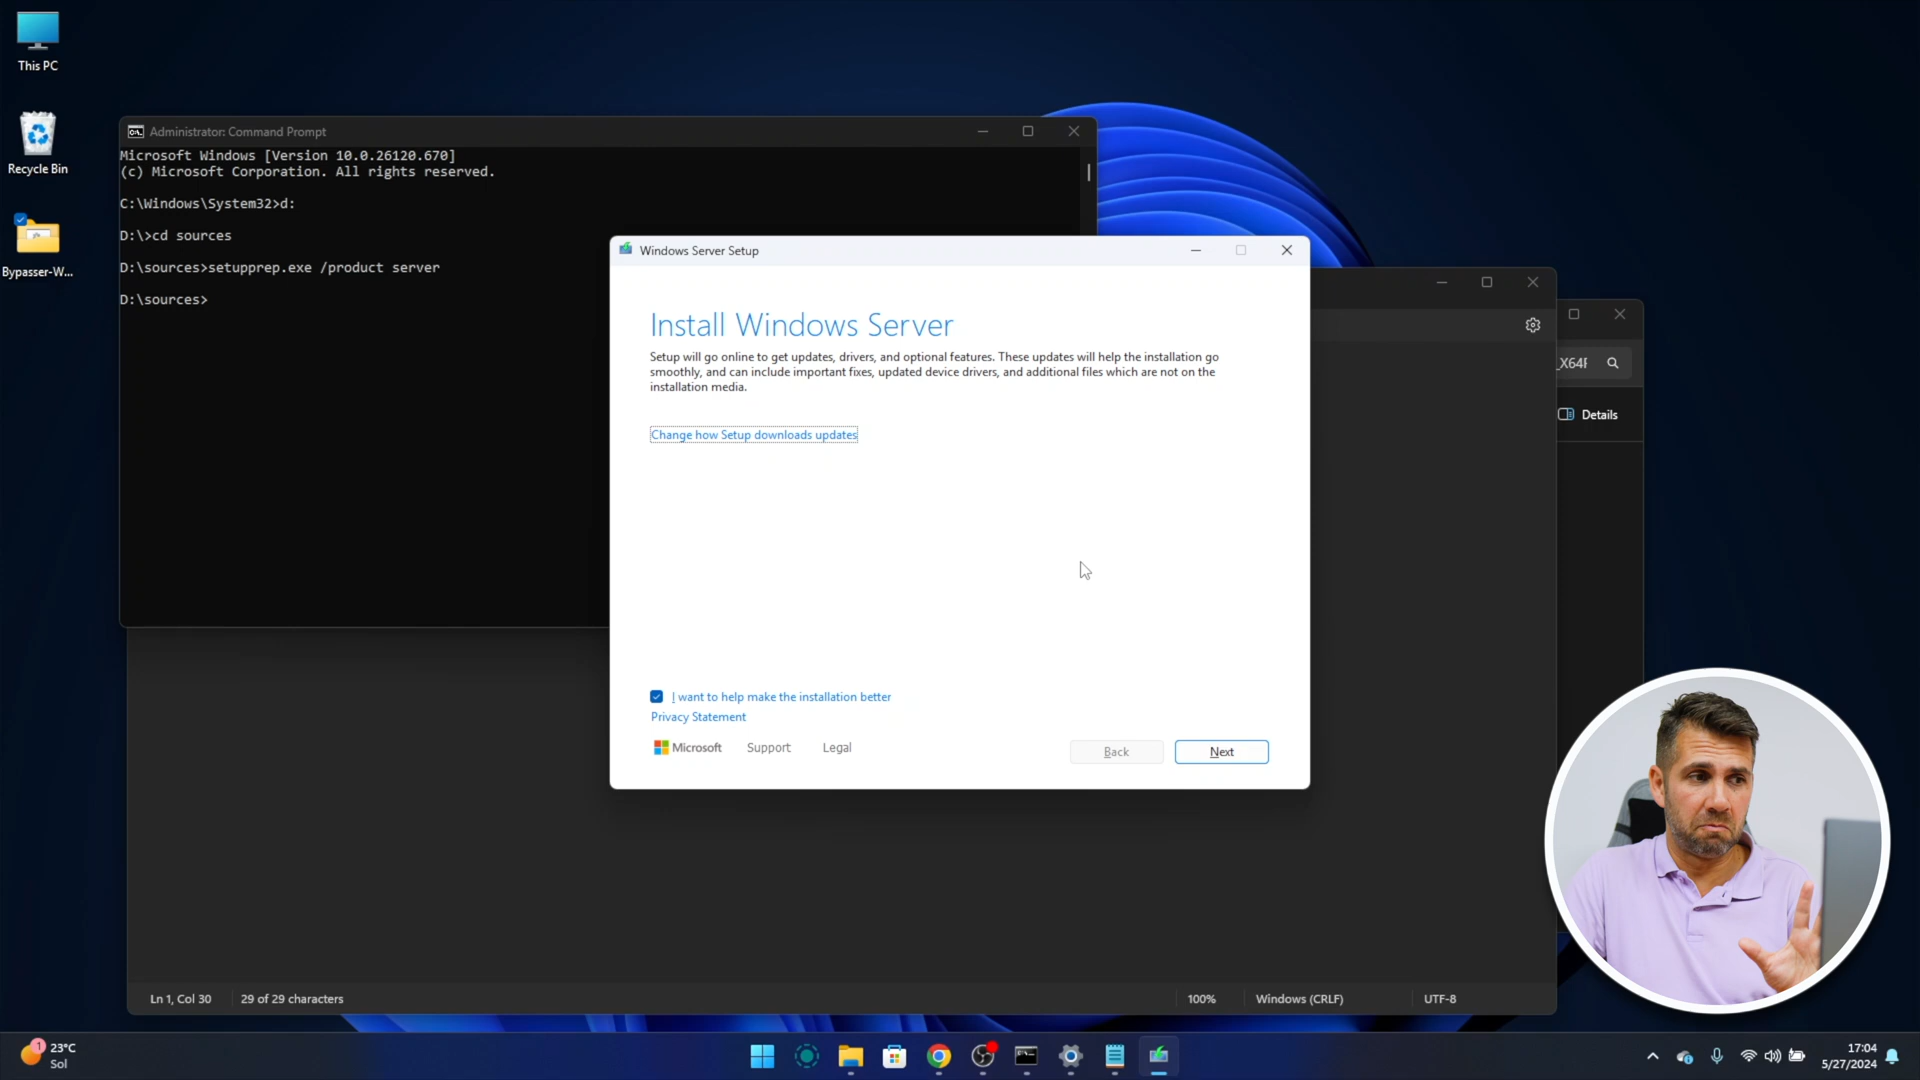 This PC
Recycle Bin
Bypasser-W...
Administrator: Command Prompt
Microsoft Windows [Version 10.0.26120.670]
(c) Microsoft Corporation. All rights reserved.
C:\Windows\System32>d:
D:\>cd sources
D:\sources>setupprep.exe /product server
D:\sources>
Windows Server Setup
Install Windows Server
Setup will go online to get updates, drivers, and optional features. These updates will help the installation go
smoothly, and can include important fixes, updated device drivers, and additional files which are not on the
installation media.
Change how Setup downloads updates
I want to help make the installation better
Privacy Statement
Microsoft Support Legal
Back Next
_X64F
Details
Ln 1, Col 30 29 of 29 characters 100% Windows (CRLF) UTF-8
1 23°C
Sol
17:04
5/27/2024